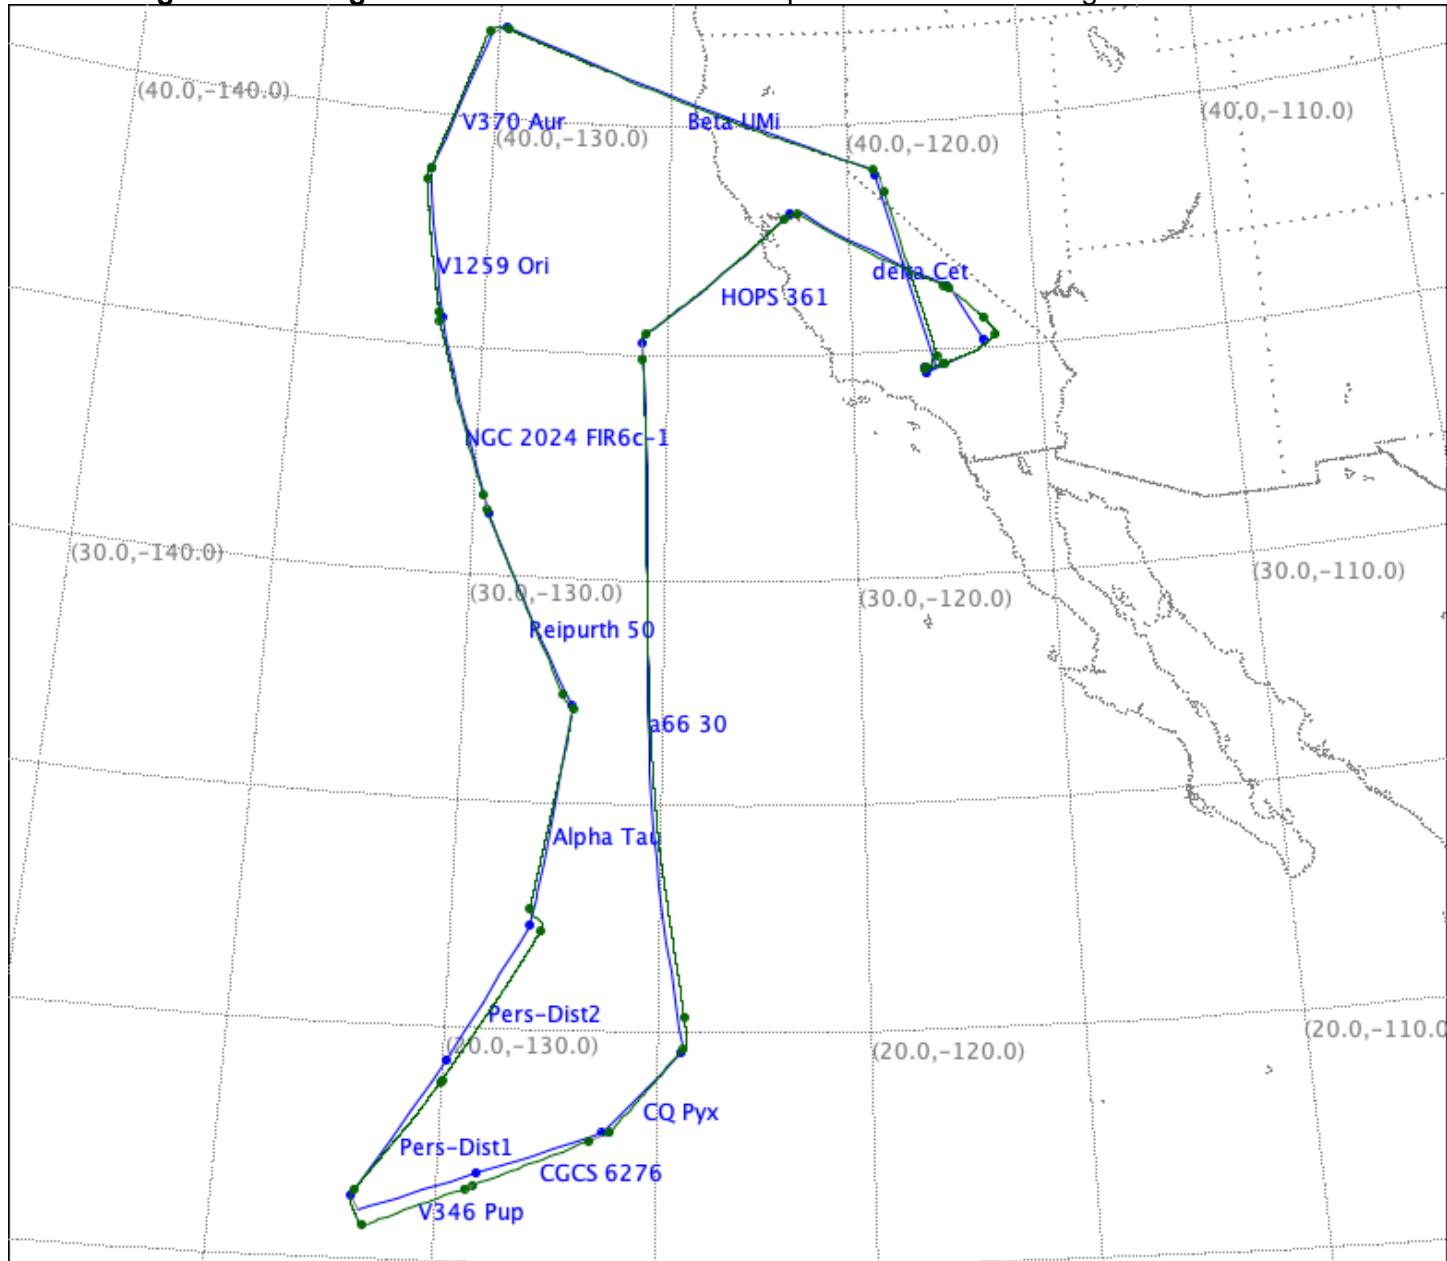 (40.0,-140.0)
V370 Aur
(40.0,-130.0)
Beta UMi
(40.0,-120.0)
(40.0,-110.0)
V1259 Ori
delta Cet
HOPS 361
NGC 2024 FIR6c-1
(30.0,-140.0)
(30.0,-130.0)
(30.0,-120.0)
(30.0,-110.0)
Reipurth 50
a66 30
Alpha Tau
Pers-Dist2
(20.0,-130.0)
(20.0,-120.0)
(20.0,-110.0
CQ Pyx
Pers-Dist1
CGCS 6276
V346 Pup